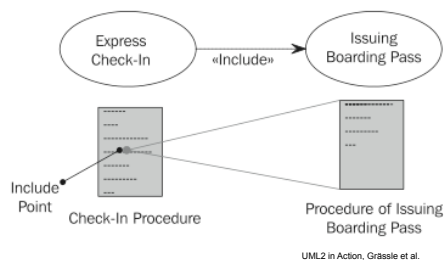 Express
Check-In
«Include»
Issuing
Boarding Pass
Include
Point
Check-In Procedure
Procedure of Issuing
Boarding Pass
UML2 in Action, Grässle et al.